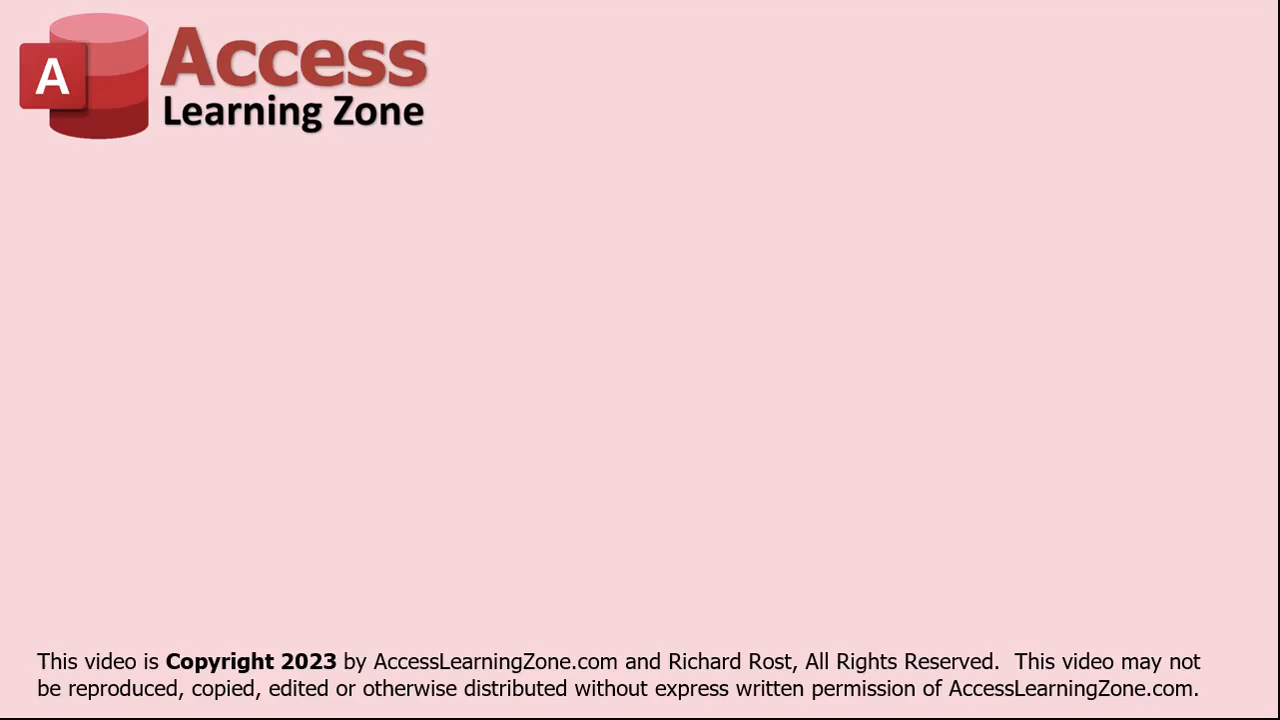 A
Access
Learning Zone
This video is Copyright 2023 by AccessLearningZone.com and Richard Rost, All Rights Reserved.  This video may not
be reproduced, copied, edited or otherwise distributed without express written permission of AccessLearningZone.com.